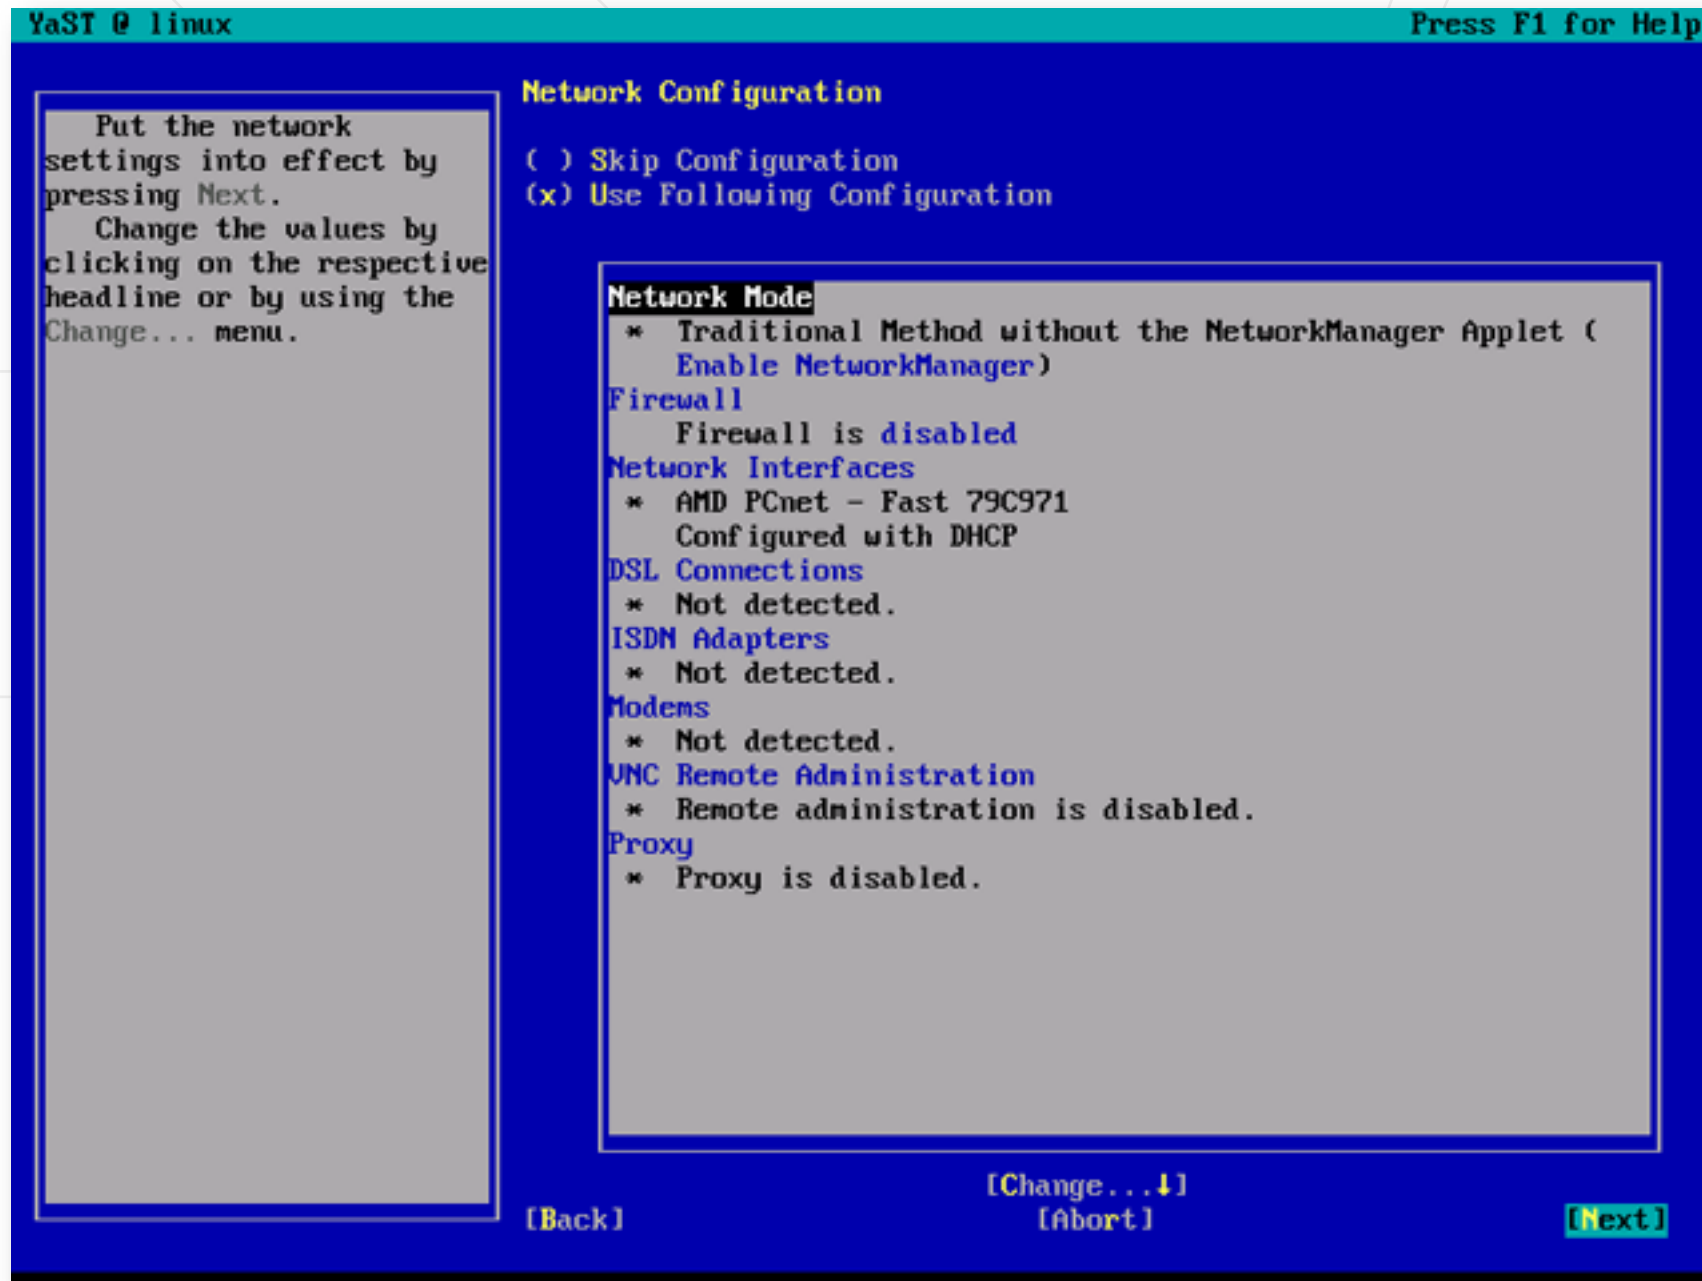 YaST @ linux
Press F1 for Help
Put the network
settings into effect by
pressing Next.
Change the values by
clicking on the respective
headline or by using the
Change... menu.
Network Configuration
( ) Skip Configuration
(x) Use Following Configuration
Network Mode
* Traditional Method without the NetworkManager Applet (
Enable NetworkManager)
Firewall
Firewall is disabled
Network Interfaces
* AMD PCnet - Fast 79C971
Configured with DHCP
DSL Connections
* Not detected.
ISDN Adapters
* Not detected.
Modems
* Not detected.
VNC Remote Administration
* Remote administration is disabled.
Proxy
* Proxy is disabled.
[Change...↓]
[Back]
[Abort]
[Next]